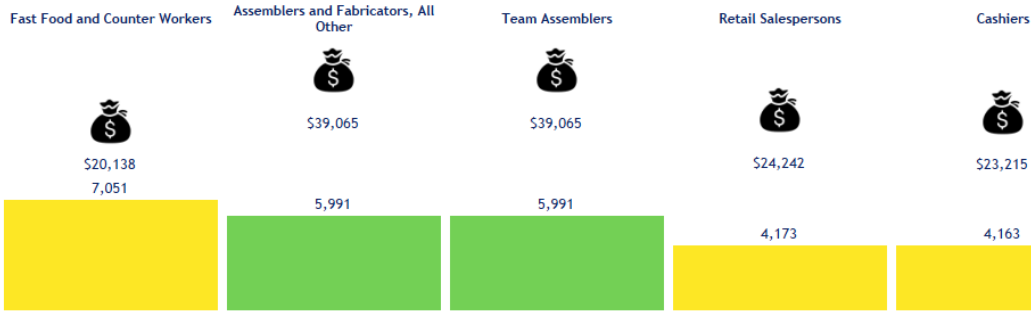 Fast Food and Counter Workers
Assemblers and Fabricators, All
Other
Team Assemblers
Retail Salespersons
Cashiers
$
$
$
$
$
$20,138
$39,065
$39,065
$24,242
$23,215
7,051
5,991
5,991
4,173
4,163